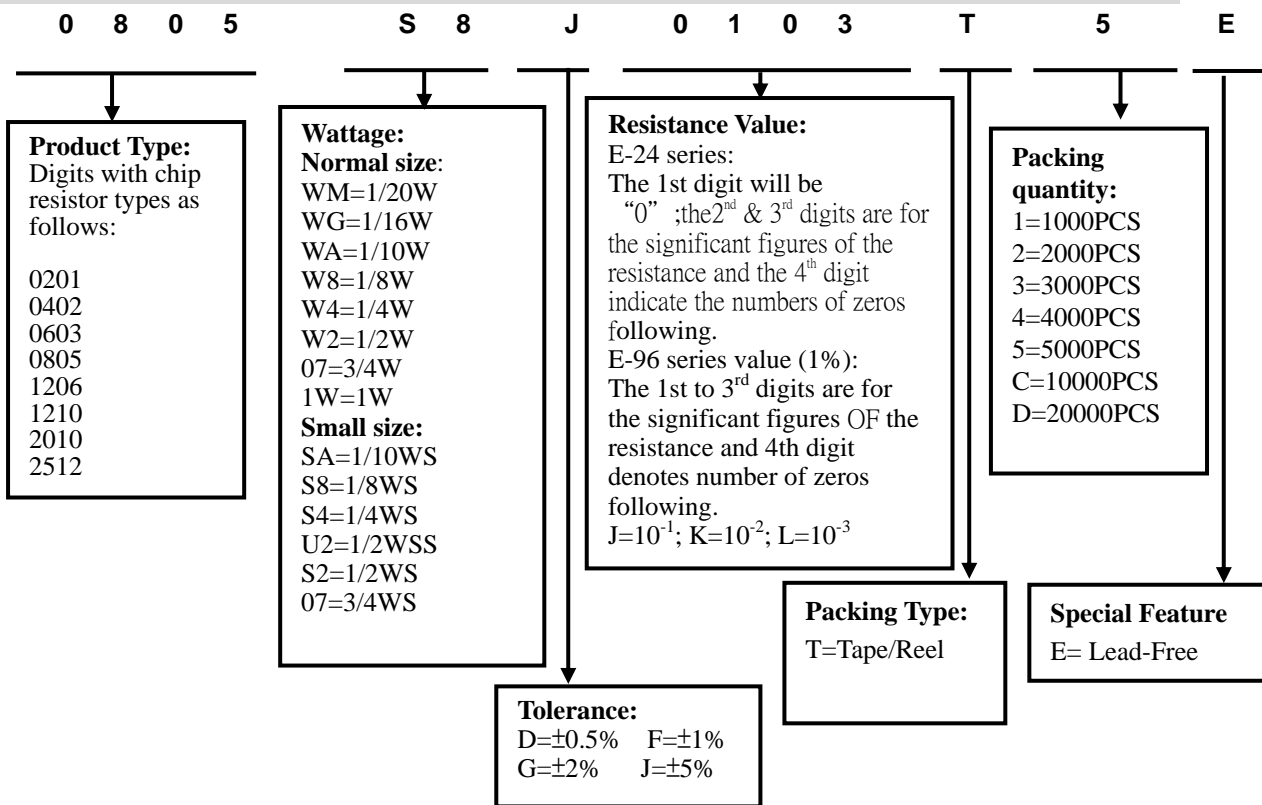 0 8 0 5 S 8 J 0 1 0 3 T 5 E
Product Type:
Digits with chip
resistor types as
follows:
0201
0402
0603
0805
1206
1210
2010
2512
Wattage:
Normal size:
WM=1/20W
WG=1/16W
WA=1/10W
W8=1/8W
W4=1/4W
W2=1/2W
07=3/4W
1W=1W
Small size:
SA=1/10WS
S8=1/8WS
S4=1/4WS
U2=1/2WSS
S2=1/2WS
07=3/4WS
Tolerance:
D=±0.5% F=±1%
G=±2% J=±5%
Resistance Value:
E-24 series:
The 1st digit will be
“0” ;the2nd & 3rd digits are for
the significant figures of the
resistance and the 4th digit
indicate the numbers of zeros
following.
E-96 series value (1%):
The 1st to 3rd digits are for
the significant figures OF the
resistance and 4th digit
denotes number of zeros
following.
J=10-1; K=10-2; L=10-3
Packing Type:
T=Tape/Reel
Packing
quantity:
1=1000PCS
2=2000PCS
3=3000PCS
4=4000PCS
5=5000PCS
C=10000PCS
D=20000PCS
Special Feature
E= Lead-Free